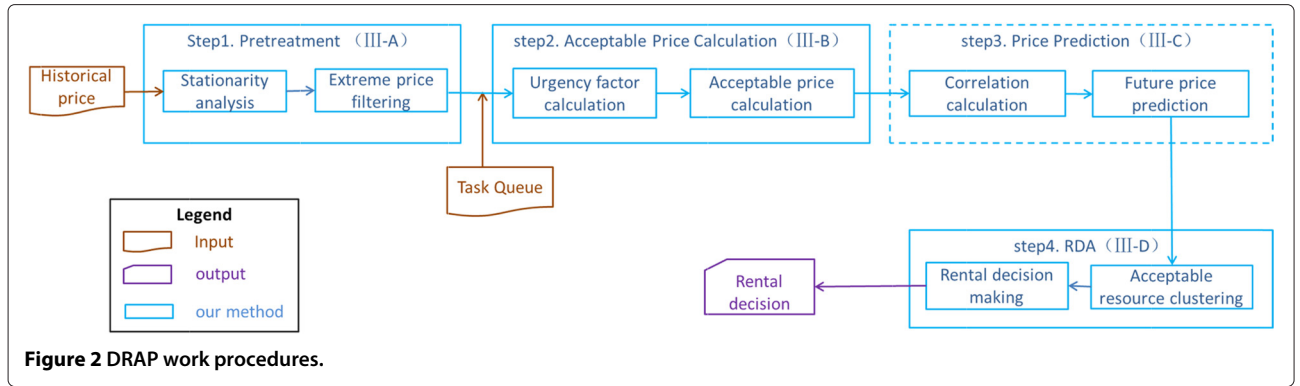 Step1. Pretreatment （Ⅲ-A）
Historical
price
Stationarity
analysis
Extreme price
filtering
step2. Acceptable Price Calculation（Ⅲ-B）
Urgency factor
calculation
Acceptable price
calculation
step3. Price Prediction（Ⅲ-C）
Correlation
calculation
Future price
prediction
Task Queue
Legend
Input
output
our method
step4. RDA（Ⅲ-D）
Rental
decision
Rental decision
making
Acceptable
resource clustering
Figure 2 DRAP work procedures.